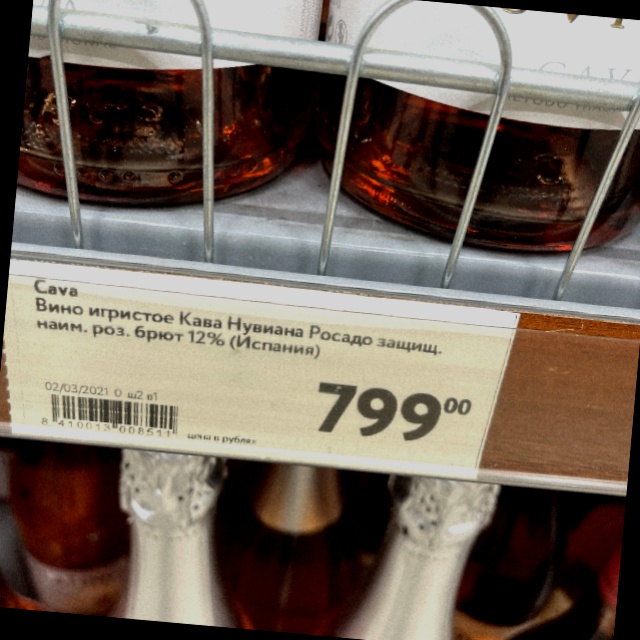 Cava
Вино игристое Кава Нувиана Росадо защищ.
наим. роз. брют 12% (Испания)
799 00
02/03/2021
цена в рублях